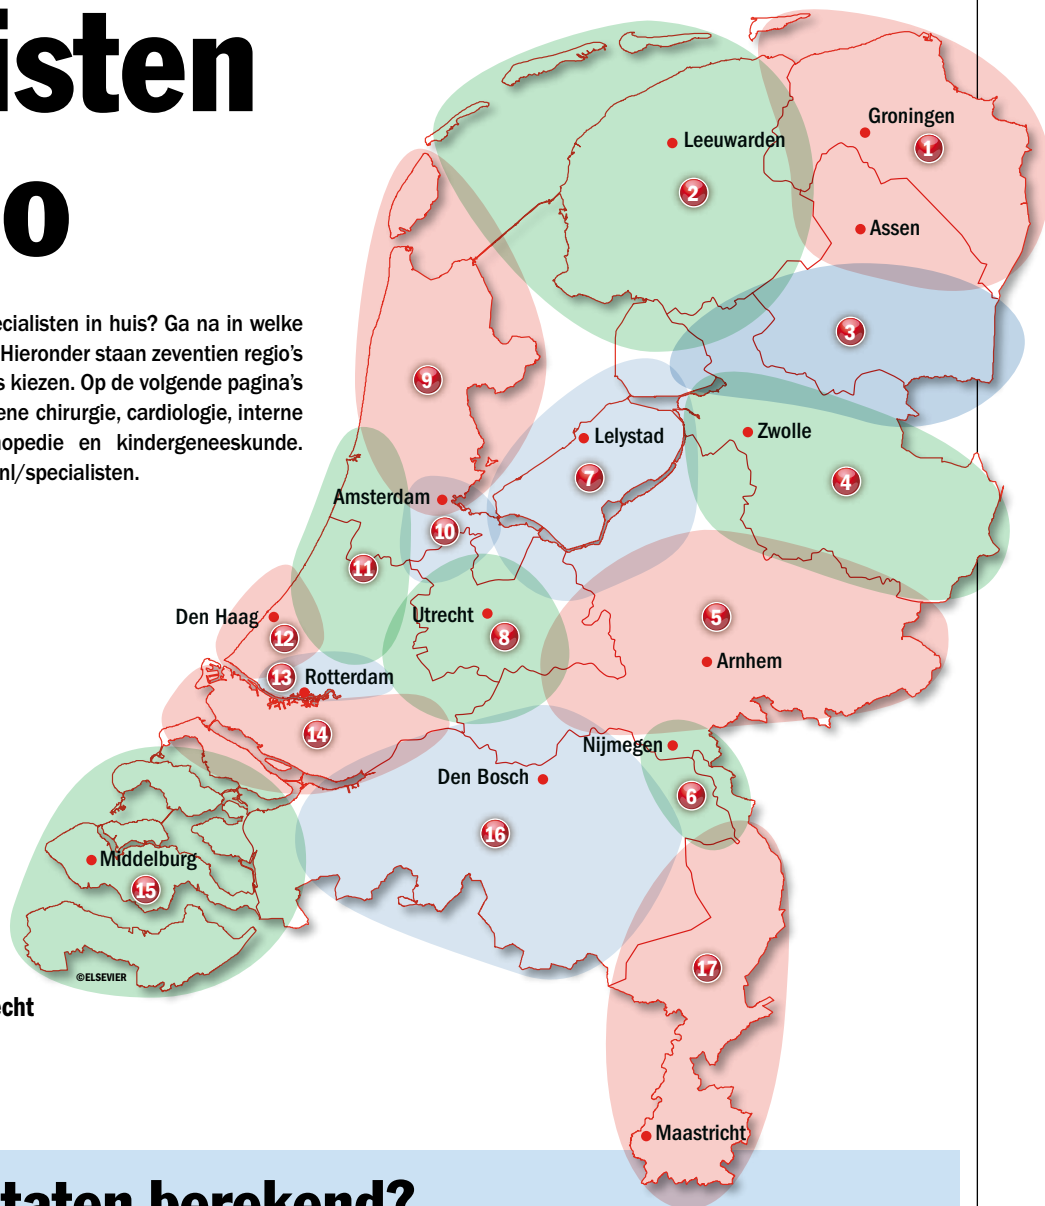 isten
o
ecialisten in huis? Ga na in welke
Hieronder staan zeventien regio's
s kiezen. Op de volgende pagina's
ene chirurgie, cardiologie, interne
hopedie en kindergeneeskunde.
nl/specialisten.
Groningen
1
Leeuwarden
2
Assen
3
9
Zwolle
Lelystad
7
4
Amsterdam
10
11
Den Haag
12
Utrecht
8
5
Arnhem
13
Rotterdam
14
Nijmegen
Den Bosch
6
16
Middelburg
15
©ELSEVIER
17
echt
Maastricht
taten berekend?